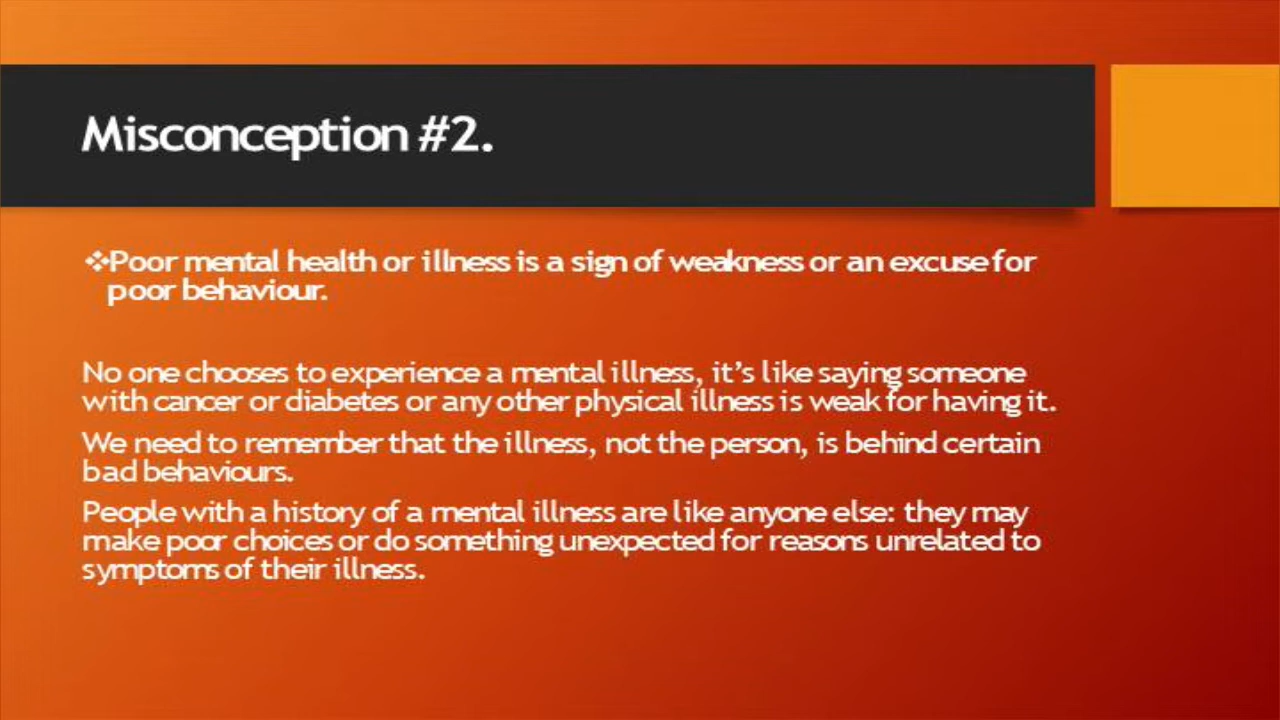 Misconception #2.
❖Poor mental health or illness is a sign of weakness or an excuse for
poor behaviour.
No one chooses to experience a mental illness, it’s like saying someone
with cancer or diabetes or any other physical illness is weak for having it.
We need to remember that the illness, not the person, is behind certain
bad behaviours.
People with a history of a mental illness are like anyone else: they may
make poor choices or do something unexpected for reasons unrelated to
symptoms of their illness.